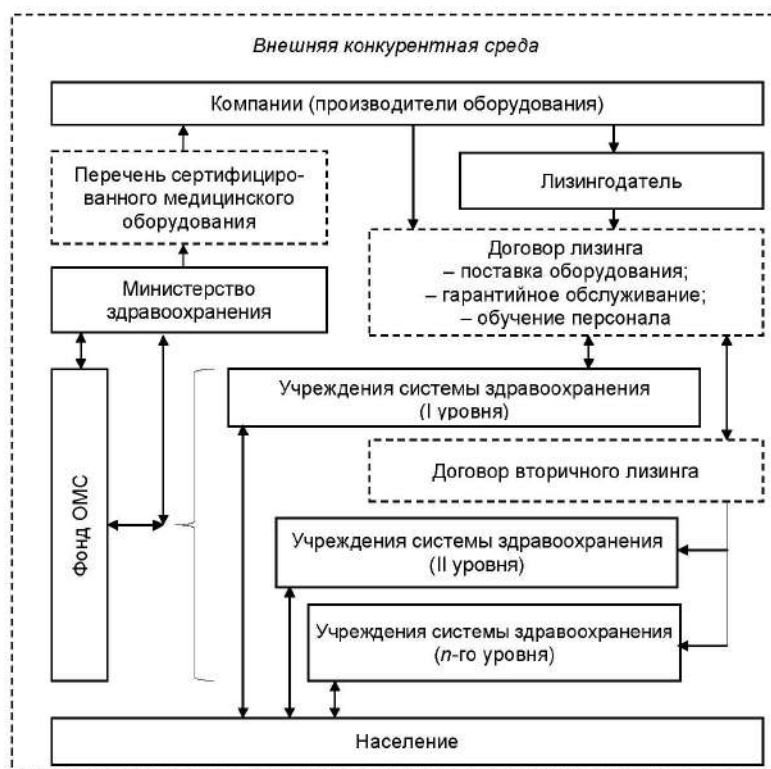 Внешняя конкурентная среда
Компании (производители оборудования)
Перечень сертифициро-
ванного медицинского
оборудования
Лизингодатель
Договор лизинга
– поставка оборудования;
– гарантийное обслуживание;
– обучение персонала
Министерство
здравоохранения
Учреждения системы здравоохранения
(I уровня)
Договор вторичного лизинга
Фонд ОМС
Учреждения системы здравоохранения
(II уровня)
Учреждения системы здравоохранения
(n-го уровня)
Население